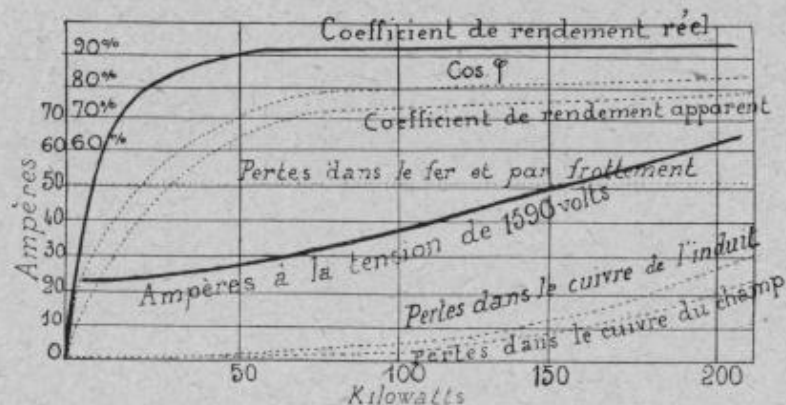 Coefficient de rendement réel
90%
Cos φ
80%
70 70%
Coefficient de rendement apparent
60 60%
Pertes dans le fer et par frottement
50
40
30
Ampères à la tension de 1590 volts
20
Pertes dans le cuivre de l'induit
10
Pertes dans le cuivre du champ
0
Ampères
50 100 150 200
Kilowatts